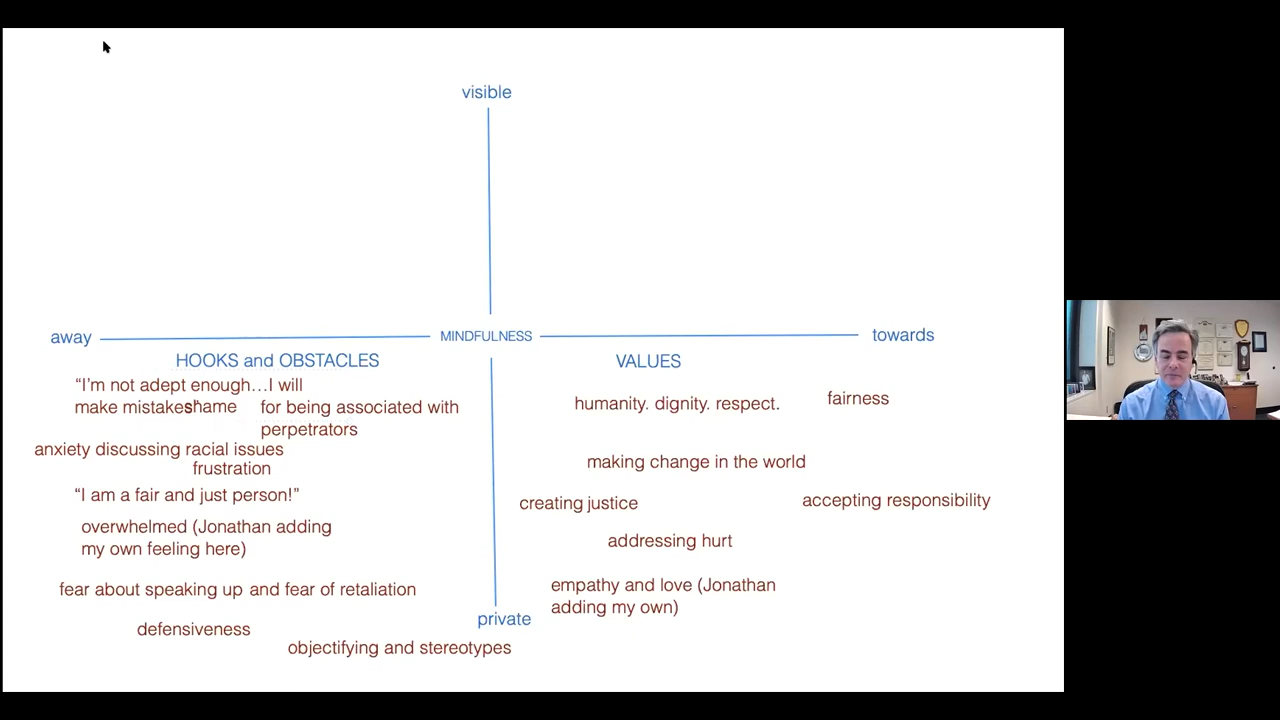 visible
away
MINDFULNESS
towards
HOOKS and OBSTACLES
VALUES
“I’m not adept enough…I will
make mistakes”
shame
for being associated with
perpetrators
anxiety discussing racial issues
frustration
“I am a fair and just person!”
overwhelmed (Jonathan adding
my own feeling here)
fear about speaking up and fear of retaliation
defensiveness
objectifying and stereotypes
humanity. dignity. respect.
fairness
making change in the world
creating justice
accepting responsibility
addressing hurt
empathy and love (Jonathan
adding my own)
private